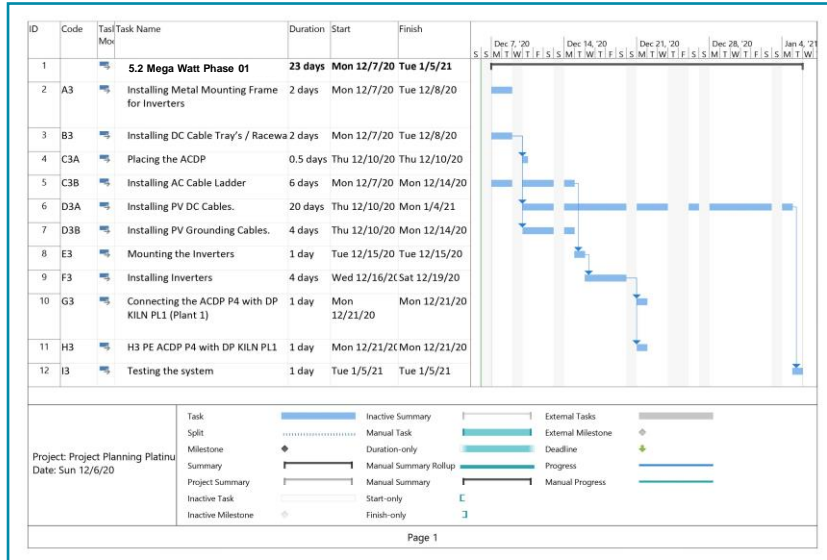 ID Code Task Mod Task Name Duration Start Finish
Dec 7, '20 Dec 14, '20 Dec 21, '20 Dec 28, '20 Jan 4, '21
S S M T W T F S S M T W T F S S M T W T F S S M T W T F S S M T W
1 5.2 Mega Watt Phase 01 23 days Mon 12/7/20 Tue 1/5/21
2 A3 Installing Metal Mounting Frame 2 days Mon 12/7/20 Tue 12/8/20
for Inverters
3 B3 Installing DC Cable Tray's / Racewa 2 days Mon 12/7/20 Tue 12/8/20
4 C3A Placing the ACDP 0.5 days Thu 12/10/20 Thu 12/10/20
5 C3B Installing AC Cable Ladder 6 days Mon 12/7/20 Mon 12/14/20
6 D3A Installing PV DC Cables. 20 days Thu 12/10/20 Mon 1/4/21
7 D3B Installing PV Grounding Cables. 4 days Thu 12/10/20 Mon 12/14/20
8 E3 Mounting the Inverters 1 day Tue 12/15/20 Tue 12/15/20
9 F3 Installing Inverters 4 days Wed 12/16/20 Sat 12/19/20
10 G3 Connecting the ACDP P4 with DP 1 day Mon Mon 12/21/20
KILN PL1 (Plant 1) 12/21/20
11 H3 H3 PE ACDP P4 with DP KILN PL1 1 day Mon 12/21/20 Mon 12/21/20
12 I3 Testing the system 1 day Tue 1/5/21 Tue 1/5/21
Project: Project Planning Platinu
Date: Sun 12/6/20
Task Inactive Summary External Tasks
Split Manual Task External Milestone
Milestone Duration-only Deadline
Summary Manual Summary Rollup Progress
Project Summary Manual Summary Manual Progress
Inactive Task Start-only
Inactive Milestone Finish-only
Page 1